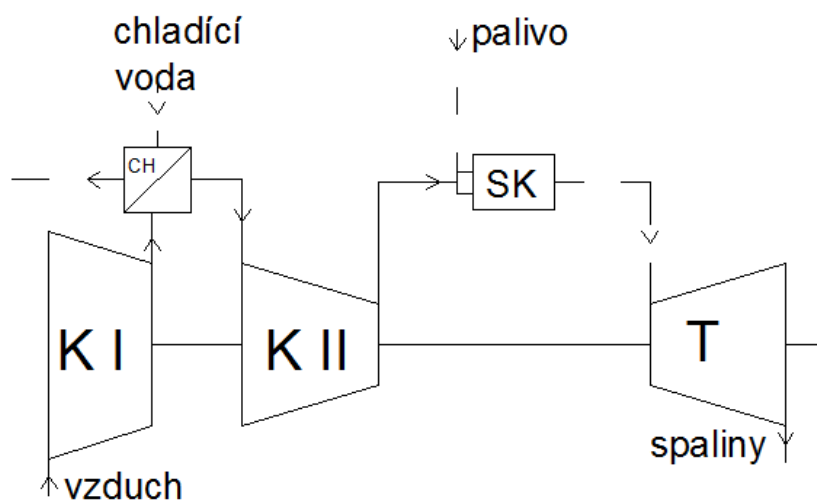 chladící
voda
palivo
CH
SK
K I
K II
T
spaliny
vzduch